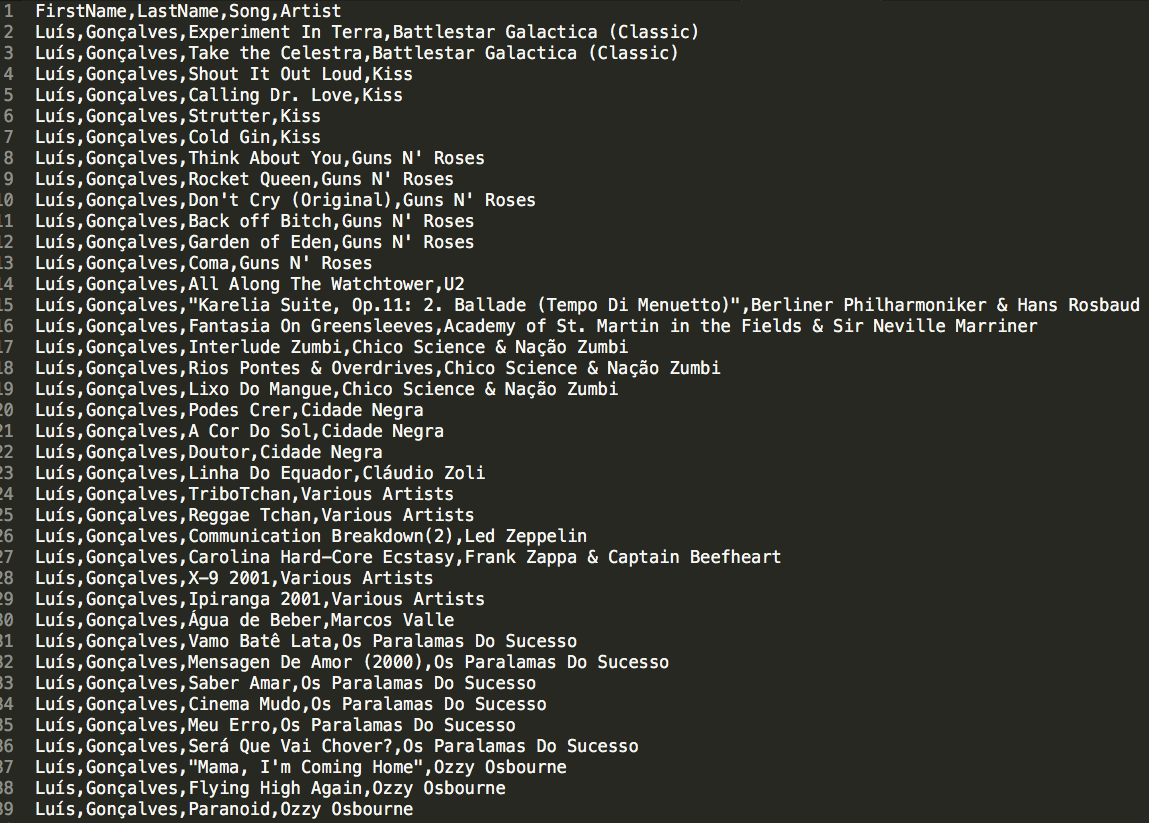 1 FirstName,LastName,Song,Artist
2 Luís,Gonçalves,Experiment In Terra,Battlestar Galactica (Classic)
3 Luís,Gonçalves,Take the Celestra,Battlestar Galactica (Classic)
4 Luís,Gonçalves,Shout It Out Loud,Kiss
5 Luís,Gonçalves,Calling Dr. Love,Kiss
6 Luís,Gonçalves,Strutter,Kiss
7 Luís,Gonçalves,Cold Gin,Kiss
8 Luís,Gonçalves,Think About You,Guns N' Roses
9 Luís,Gonçalves,Rocket Queen,Guns N' Roses
10 Luís,Gonçalves,Don't Cry (Original),Guns N' Roses
11 Luís,Gonçalves,Back off Bitch,Guns N' Roses
12 Luís,Gonçalves,Garden of Eden,Guns N' Roses
13 Luís,Gonçalves,Coma,Guns N' Roses
14 Luís,Gonçalves,All Along The Watchtower,U2
15 Luís,Gonçalves,"Karelia Suite, Op.11: 2. Ballade (Tempo Di Menuetto)",Berliner Philharmoniker & Hans Rosbaud
16 Luís,Gonçalves,Fantasia On Greensleeves,Academy of St. Martin in the Fields & Sir Neville Marriner
17 Luís,Gonçalves,Interlude Zumbi,Chico Science & Nação Zumbi
18 Luís,Gonçalves,Rios Pontes & Overdrives,Chico Science & Nação Zumbi
19 Luís,Gonçalves,Lixo Do Mangue,Chico Science & Nação Zumbi
20 Luís,Gonçalves,Podes Crer,Cidade Negra
21 Luís,Gonçalves,A Cor Do Sol,Cidade Negra
22 Luís,Gonçalves,Doutor,Cidade Negra
23 Luís,Gonçalves,Linha Do Equador,Cláudio Zoli
24 Luís,Gonçalves,TriboTchan,Various Artists
25 Luís,Gonçalves,Reggae Tchan,Various Artists
26 Luís,Gonçalves,Communication Breakdown(2),Led Zeppelin
27 Luís,Gonçalves,Carolina Hard-Core Ecstasy,Frank Zappa & Captain Beefheart
28 Luís,Gonçalves,X-9 2001,Various Artists
29 Luís,Gonçalves,Ipiranga 2001,Various Artists
30 Luís,Gonçalves,Água de Beber,Marcos Valle
31 Luís,Gonçalves,Vamo Batê Lata,Os Paralamas Do Sucesso
32 Luís,Gonçalves,Mensagen De Amor (2000),Os Paralamas Do Sucesso
33 Luís,Gonçalves,Saber Amar,Os Paralamas Do Sucesso
34 Luís,Gonçalves,Cinema Mudo,Os Paralamas Do Sucesso
35 Luís,Gonçalves,Meu Erro,Os Paralamas Do Sucesso
36 Luís,Gonçalves,Será Que Vai Chover?,Os Paralamas Do Sucesso
37 Luís,Gonçalves,"Mama, I'm Coming Home",Ozzy Osbourne
38 Luís,Gonçalves,Flying High Again,Ozzy Osbourne
39 Luís,Gonçalves,Paranoid,Ozzy Osbourne